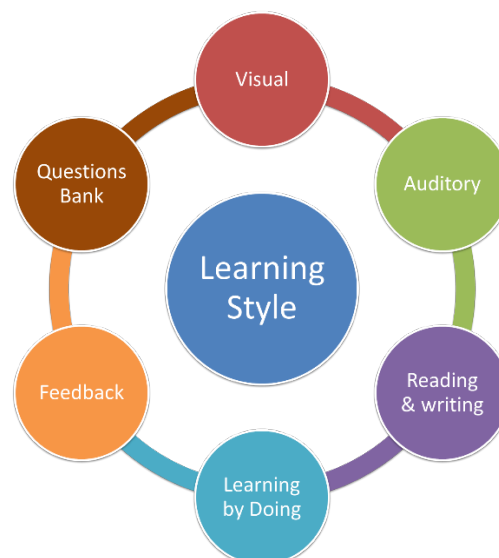 Visual
Auditory
Reading
& writing
Learning
by Doing
Feedback
Questions
Bank
Learning
Style